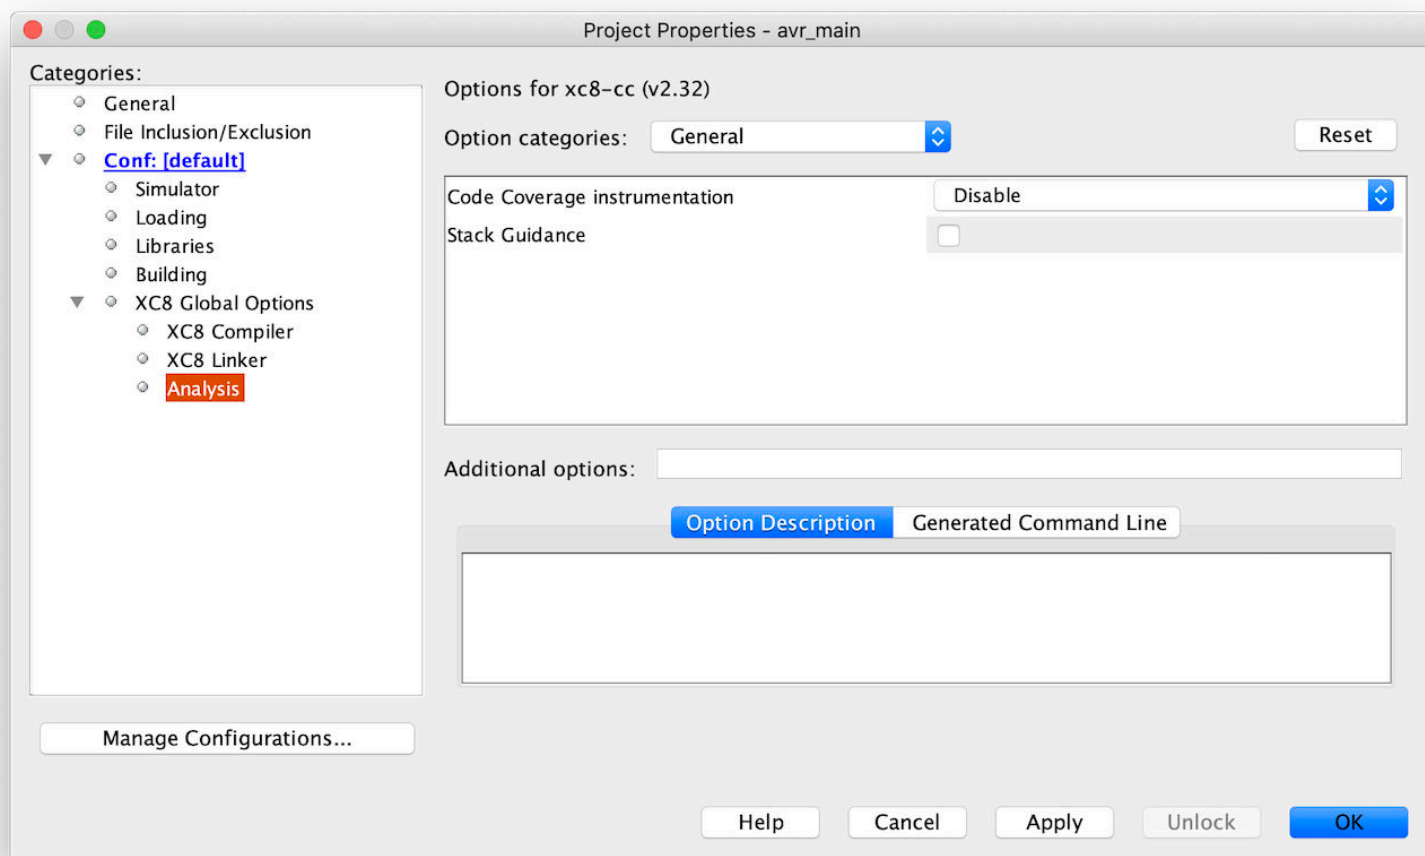 Project Properties - avr_main
Categories:
General
File Inclusion/Exclusion
Conf: [default]
Simulator
Loading
Libraries
Building
XC8 Global Options
XC8 Compiler
XC8 Linker
Analysis
Manage Configurations...
Options for xc8-cc (v2.32)
Option categories: General Reset
Code Coverage instrumentation Disable
Stack Guidance
Additional options:
Option Description Generated Command Line
Help Cancel Apply Unlock OK